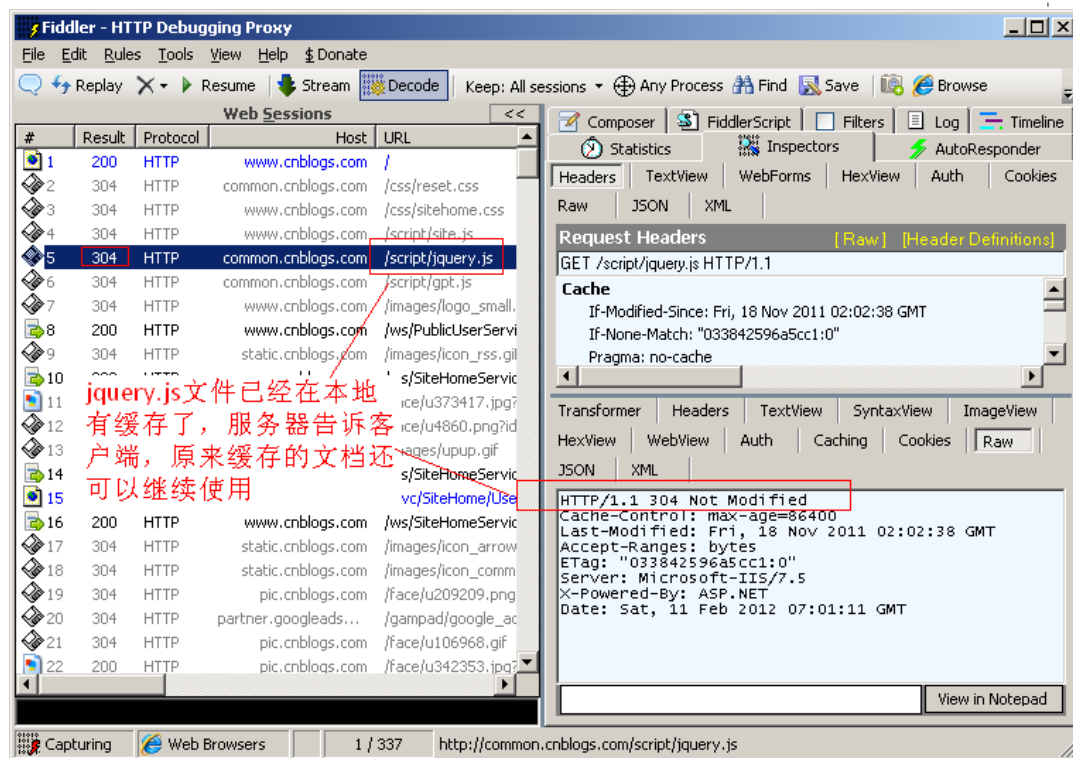 Fiddler - HTTP Debugging Proxy
File Edit Rules Tools View Help $ Donate
Replay Resume Stream Decode Keep: All sessions Any Process Find Save Browse
Web Sessions <<
# Result Protocol Host URL
1 200 HTTP www.cnblogs.com /
2 304 HTTP common.cnblogs.com /css/reset.css
3 304 HTTP www.cnblogs.com /css/sitehome.css
4 304 HTTP www.cnblogs.com /script/site.js
5 304 HTTP common.cnblogs.com /script/jquery.js
6 304 HTTP common.cnblogs.com /script/gpt.js
7 304 HTTP www.cnblogs.com /images/logo_small.
8 200 HTTP www.cnblogs.com /ws/PublicUserServi
9 304 HTTP static.cnblogs.com /images/icon_rss.gif
10 s/SiteHomeServic
11 ice/u373417.jpg?
12 ice/u4860.png?id
13 ages/upup.gif
14 s/SiteHomeServic
15 vc/SiteHome/Use
16 200 HTTP www.cnblogs.com /ws/SiteHomeServic
17 304 HTTP static.cnblogs.com /images/icon_arrow
18 304 HTTP static.cnblogs.com /images/icon_comm
19 304 HTTP pic.cnblogs.com /face/u209209.png
20 304 HTTP partner.googleads... /gampad/google_ad
21 304 HTTP pic.cnblogs.com /face/u106968.gif
22 200 HTTP pic.cnblogs.com /face/u342353.jpg?
jquery.js文件已经在本地
有缓存了，服务器告诉客
户端，原来缓存的文档还
可以继续使用
Composer FiddlerScript Filters Log Timeline
Statistics Inspectors AutoResponder
Headers TextView WebForms HexView Auth Cookies
Raw JSON XML
Request Headers [ Raw ] [Header Definitions]
GET /script/jquery.js HTTP/1.1
Cache
If-Modified-Since: Fri, 18 Nov 2011 02:02:38 GMT
If-None-Match: "033842596a5cc1:0"
Pragma: no-cache
Transformer Headers TextView SyntaxView ImageView
HexView WebView Auth Caching Cookies Raw
JSON XML
HTTP/1.1 304 Not Modified
Cache-Control: max-age=86400
Last-Modified: Fri, 18 Nov 2011 02:02:38 GMT
Accept-Ranges: bytes
ETag: "033842596a5cc1:0"
Server: Microsoft-IIS/7.5
X-Powered-By: ASP.NET
Date: Sat, 11 Feb 2012 07:01:11 GMT
View in Notepad
Capturing Web Browsers 1 / 337 http://common.cnblogs.com/script/jquery.js